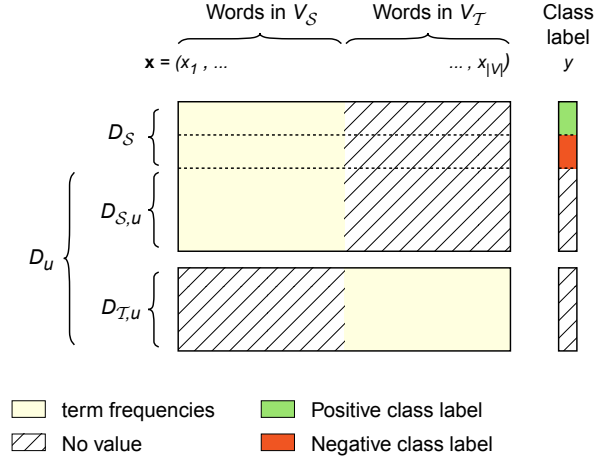 Words in V_𝒮 Words in V_𝒯 Class label
x = (x_1 , ... ... , x_|V|) y
D_𝒮
D_𝒮,u
D_u
D_𝒯,u
term frequencies Positive class label
No value Negative class label